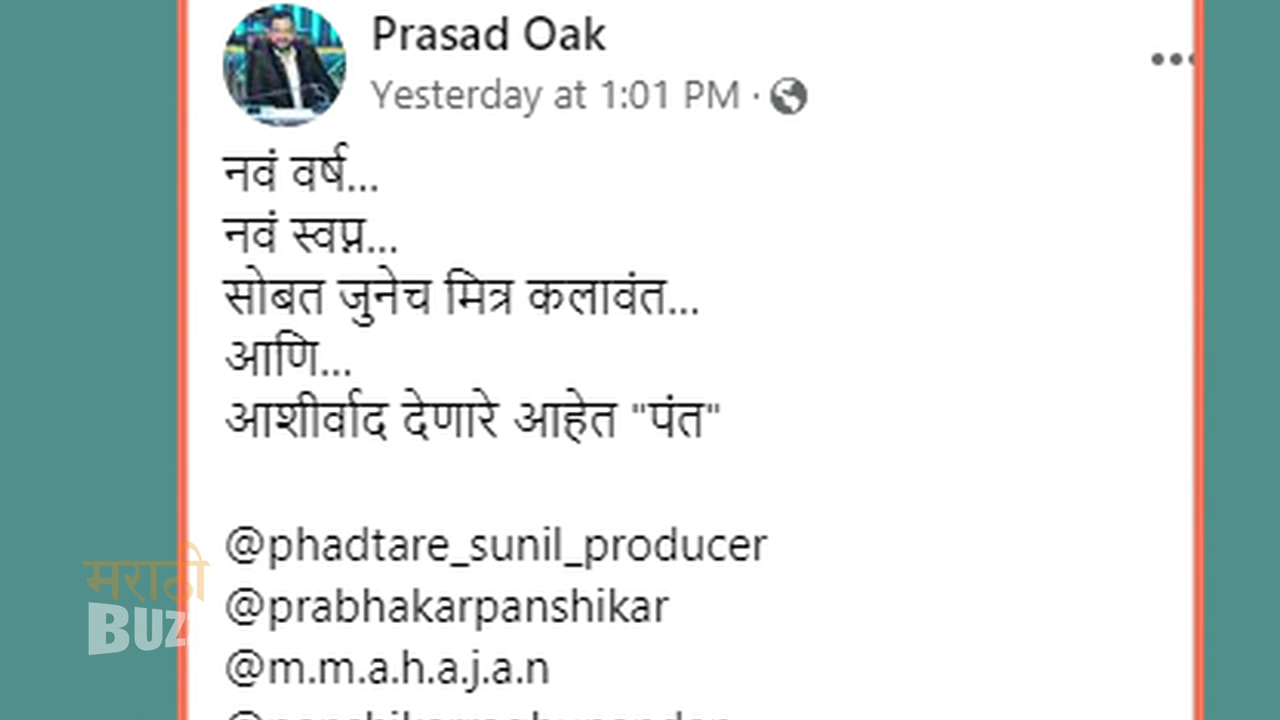 Prasad Oak
Yesterday at 1:01 PM ·
नवं वर्ष...
नवं स्वप्न...
सोबत जुनेच मित्र कलावंत...
आणि...
आशीर्वाद देणारे आहेत "पंत"
@phadtare_sunil_producer
@prabhakarpanshikar
@m.m.a.h.a.j.a.n
मराठी
BUZ